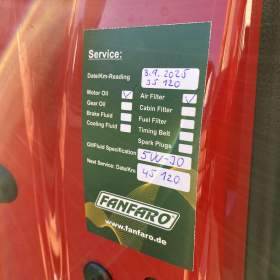 Service:
Date/Km-Reading 3.9.2025
35 120
Motor Oil ☑ Air Filter ☑
Gear Oil ☐ Cabin Filter ☐
Brake Fluid ☐ Fuel Filter ☐
Cooling Fluid ☐ Timing Belt ☐
Spark Plugs ☐
Oil/Fluid Specification 5W-30
Next Service: Date/Km 45 120
FANFARO
www.fanfaro.de